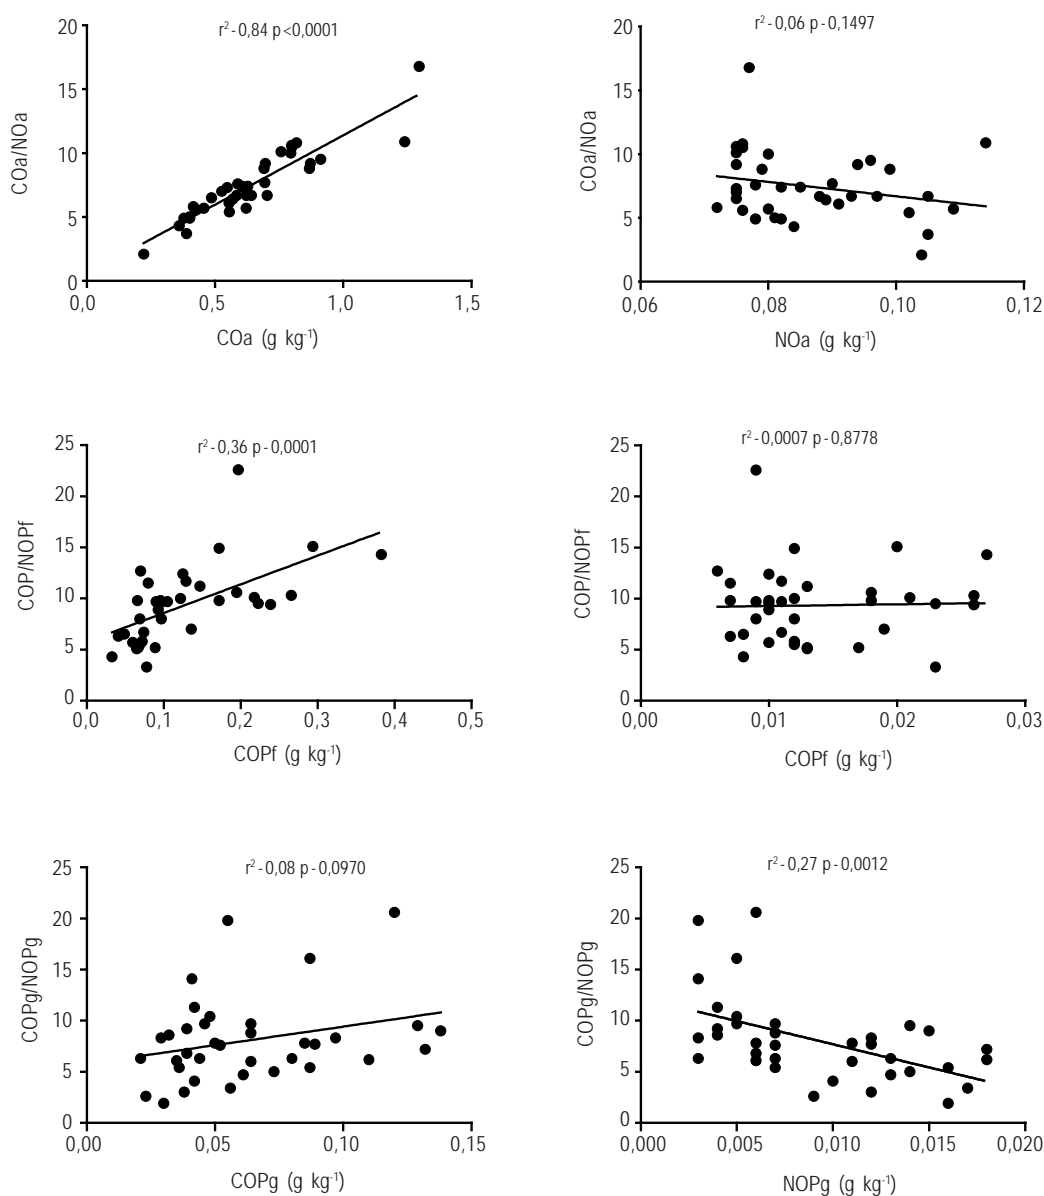 r² - 0,84 p <0,0001
20
15
10
5
0
COa/NOa
0,0 0,5 1,0 1,5
COa (g kg⁻¹)
r² - 0,06 p - 0,1497
20
15
10
5
0
COa/NOa
0,06 0,08 0,10 0,12
NOa (g kg⁻¹)
r² - 0,36 p - 0,0001
25
20
15
10
5
0
COP/NOPf
0,0 0,1 0,2 0,3 0,4 0,5
COPf (g kg⁻¹)
r² - 0,0007 p - 0,8778
25
20
15
10
5
0
COP/NOPf
0,00 0,01 0,02 0,03
COPf (g kg⁻¹)
r² - 0,08 p - 0,0970
25
20
15
10
5
0
COPg/NOPg
0,00 0,05 0,10 0,15
COPg (g kg⁻¹)
r² - 0,27 p - 0,0012
25
20
15
10
5
0
COPg/NOPg
0,000 0,005 0,010 0,015 0,020
NOPg (g kg⁻¹)